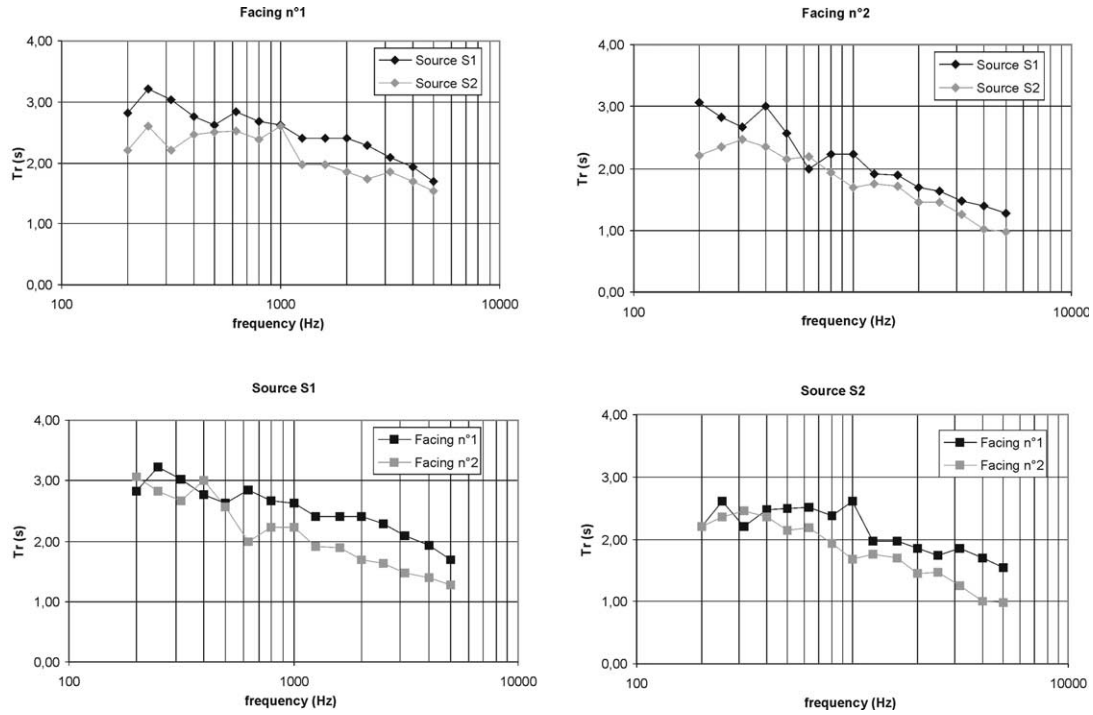 Facing n°1
4,00
3,00
2,00
1,00
0,00
Tr (s)
Source S1
Source S2
100
1000
10000
frequency (Hz)
Facing n°2
4,00
3,00
2,00
1,00
0,00
Tr (s)
Source S1
Source S2
100
1000
10000
frequency (Hz)
Source S1
4,00
3,00
2,00
1,00
0,00
Tr (s)
Facing n°1
Facing n°2
100
1000
10000
frequency (Hz)
Source S2
4,00
3,00
2,00
1,00
0,00
Tr (s)
Facing n°1
Facing n°2
100
1000
10000
frequency (Hz)